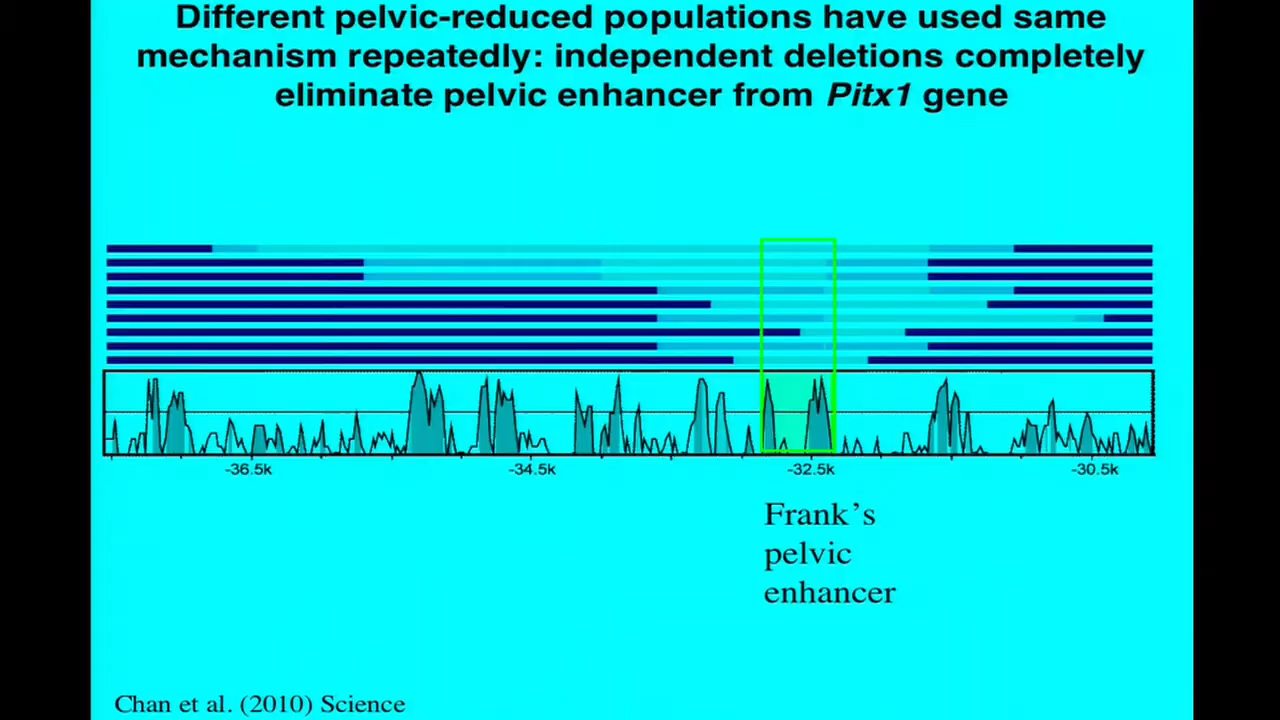 Different pelvic-reduced populations have used same
mechanism repeatedly: independent deletions completely
eliminate pelvic enhancer from Pitx1 gene
-36.5k -34.5k -32.5k -30.5k
Frank's
pelvic
enhancer
Chan et al. (2010) Science